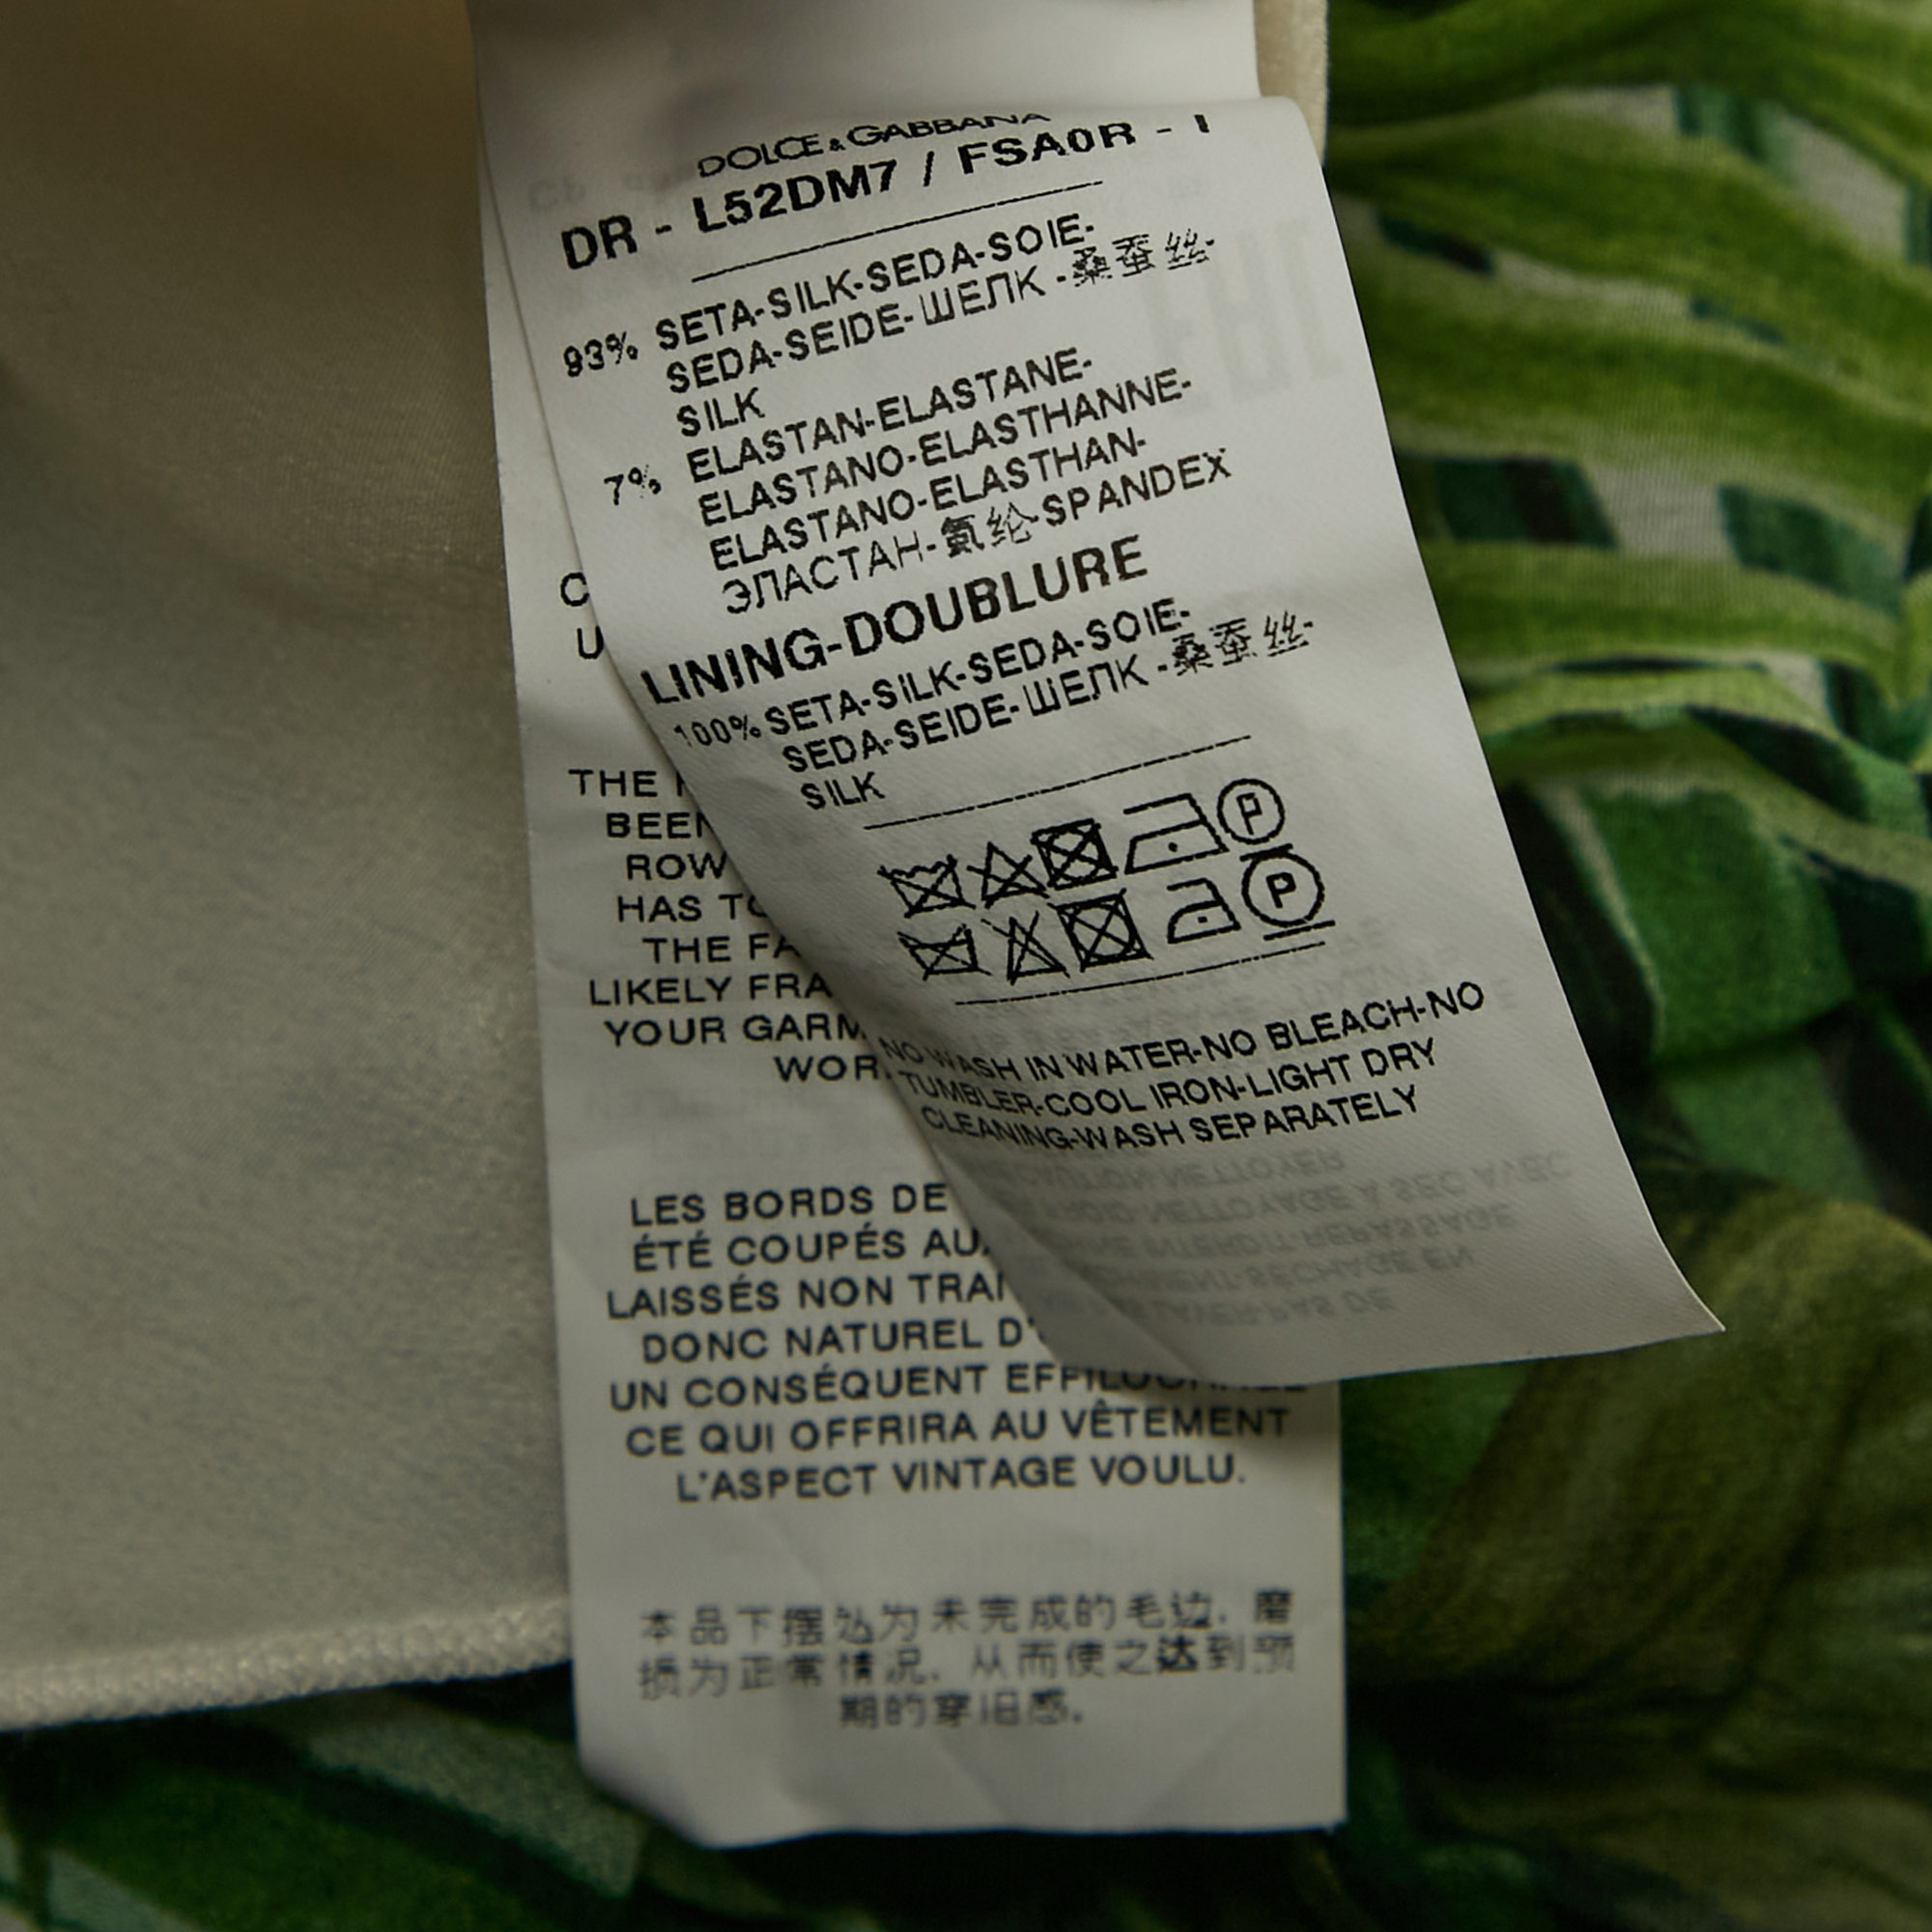 DOLCE & GABBANA
DR - L52DM7 / FSA0R -
93% SETA-SILK-SEDA-SOIE-
SEDA-SEIDE-ШЕЛК-桑蚕丝-
SILK
7% ELASTAN-ELASTANE-
ELASTANO-ELASTHANNE-
ELASTANO-ELASTHAN-
ЭЛАСТАН-氨纶-SPANDEX
LINING-DOUBLURE
100% SETA-SILK-SEDA-SOIE-
SEDA-SEIDE-ШЕЛК-桑蚕丝-
SILK
P
P
NO WASH IN WATER-NO BLEACH-NO
TUMBLER-COOL IRON-LIGHT DRY
CLEANING-WASH SEPARATELY
THE
BEEN
ROW
HAS TO
THE FA
LIKELY FRA
YOUR GARM
WOR
LES BORDS DE
ÉTÉ COUPÉS AU
LAISSÉS NON TRAI
DONC NATUREL D'
UN CONSÉQUENT
CE QUI OFFRIRA AU VÊTEMENT
L'ASPECT VINTAGE VOULU.
本品下摆处为未完成的毛边，磨
损为正常情况，从而使之达到预
期的穿旧感。